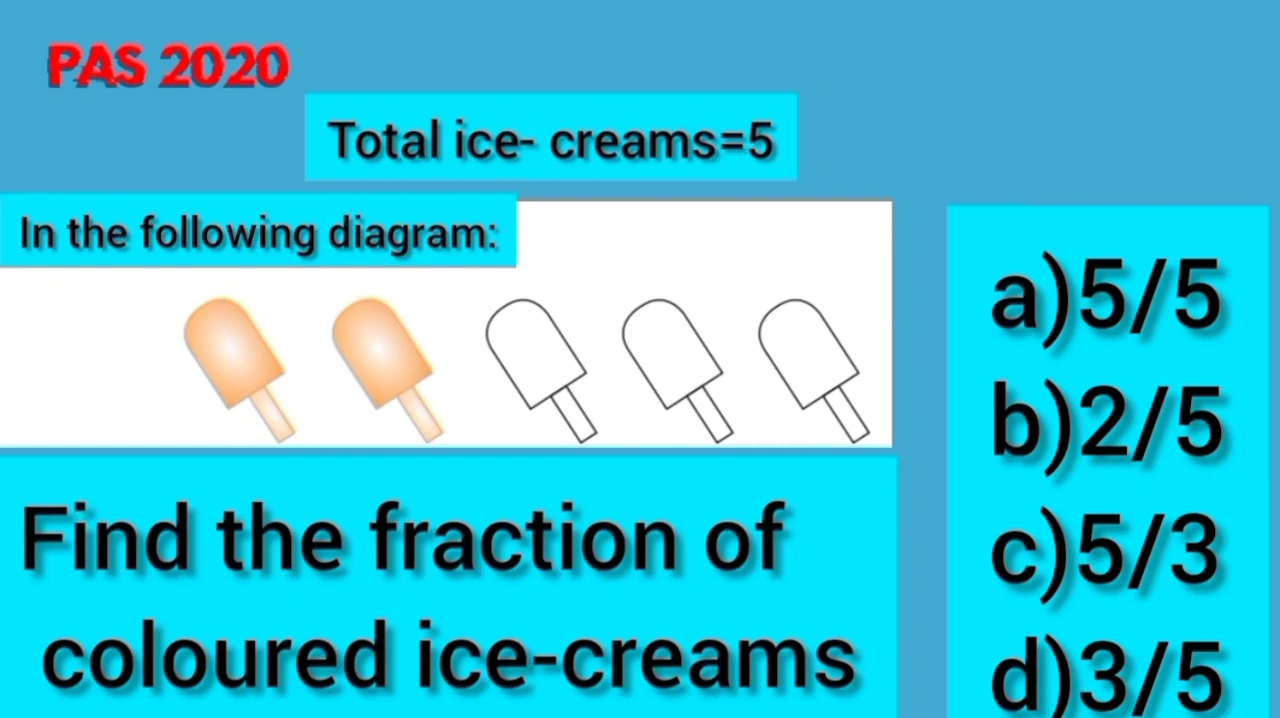 PAS 2020
Total ice- creams=5
In the following diagram:
Find the fraction of
coloured ice-creams
a)5/5
b)2/5
c)5/3
d)3/5